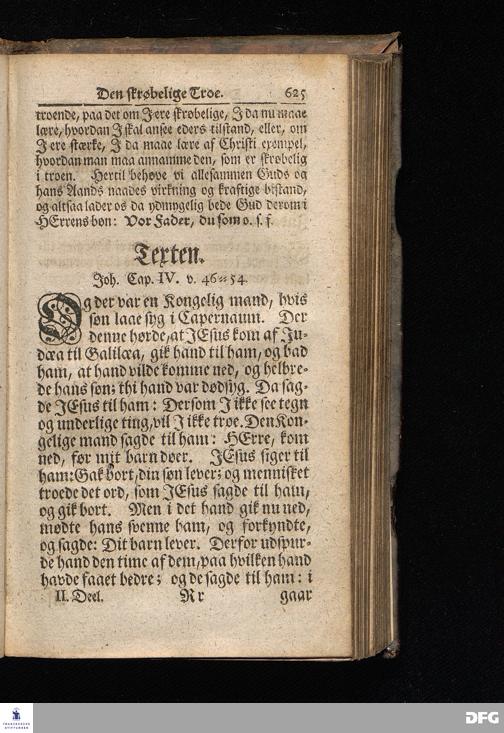 Den skrøbelige Troe. 625
troende, paa det om I ere skrøbelige, I da nu maae
lære, hvordan I skal ansee eders tilstand, eller, om
I ere stærke, I da maae lære af Christi exempel,
hvordan man maa annamme den, som er skrøbelig
i troen. Hertil behøve vi allesammen Guds og
hans Aands naades virkning og kraftige bistand,
og altsaa lader os da ydmygelig bede Gud derom i
HErrens bøn: Vor Fader, du som o. s. f.
Texten.
Joh. Cap. IV. v. 46=54.
Og der var en Kongelig mand, hvis
søn laae syg i Capernaum. Der
denne hørde, at JEsus kom af Ju-
dæa til Galilæa, gik hand til ham, og bad
ham, at hand vilde komme ned, og helbre-
de hans søn; thi hand var dødsyg. Da sag-
de JEsus til ham: Dersom I ikke see tegn
og underlige ting, vil I ikke troe. Den Kon-
gelige mand sagde til ham: HErre, kom
ned, før mit barn døer. JEsus siger til
ham: Gak bort, din søn lever; og mennisket
troede det ord, som JEsus sagde til ham,
og gik bort. Men i det hand gik nu ned,
mødte hans svenne ham, og forkyndte,
og sagde: Dit barn lever. Derfor udspur-
de hand den time af dem, paa hvilken hand
havde faaet bedre; og de sagde til ham: i
II. Deel. Rr gaar
FRANCKESCHE
STIFTUNGEN
DFG